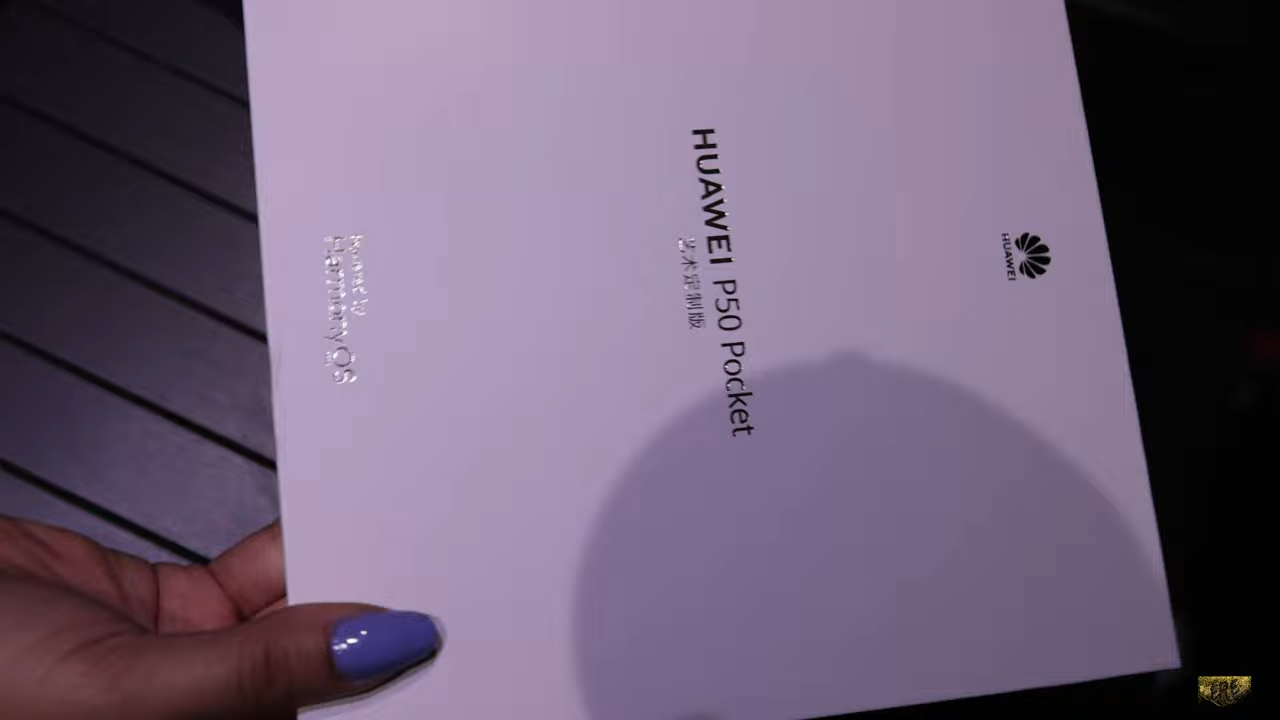 HUAWEI
HUAWEI P50 Pocket
艺术定制版
Powered by
HarmonyOS